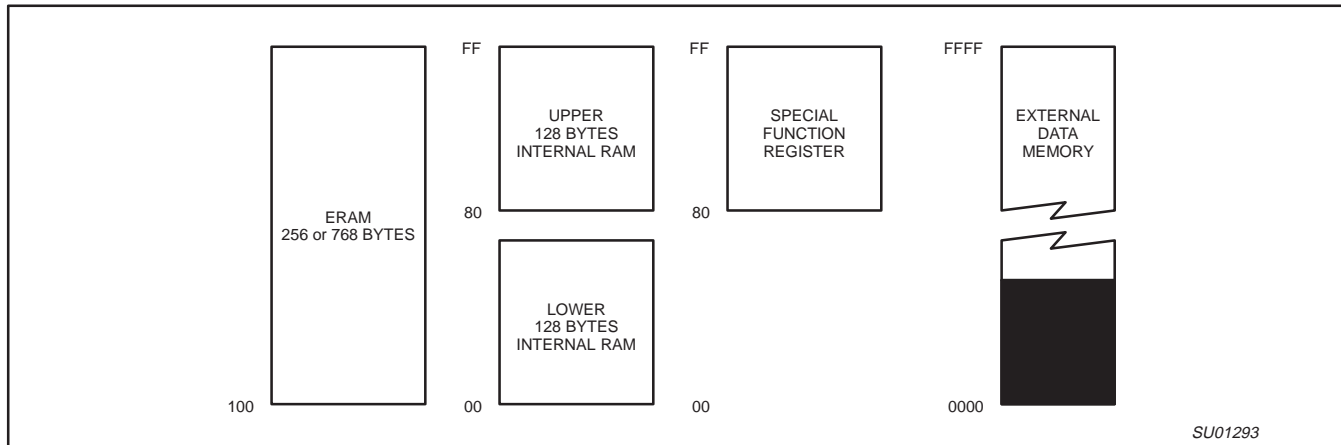 FF
FF
FFFF
UPPER
128 BYTES
INTERNAL RAM
SPECIAL
FUNCTION
REGISTER
EXTERNAL
DATA
MEMORY
ERAM
256 or 768 BYTES
80
80
LOWER
128 BYTES
INTERNAL RAM
100
00
00
0000
SU01293